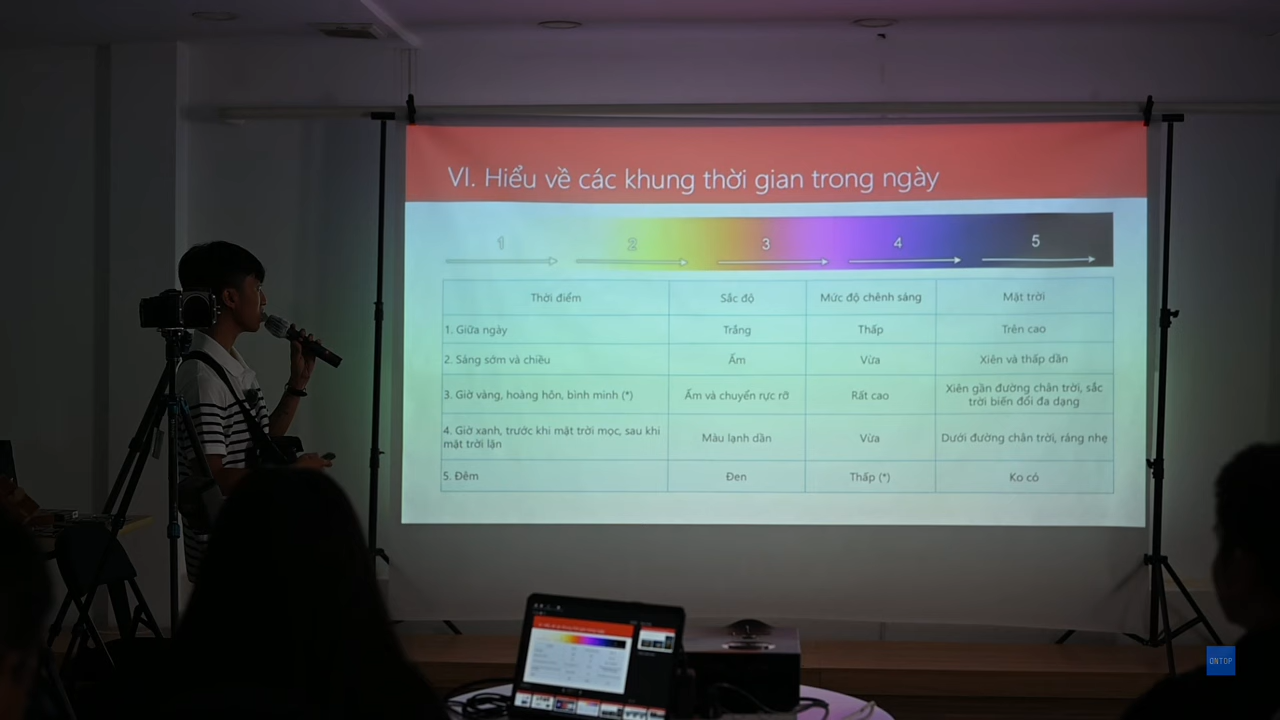 VI. Hiểu về các khung thời gian trong ngày
1 2 3 4 5
Thời điểm Sắc độ Mức độ chênh sáng Mặt trời
1. Giữa ngày Trắng Thấp Trên cao
2. Sáng sớm và chiều Ấm Vừa Xiên và thấp dần
3. Giờ vàng, hoàng hôn, bình minh (*) Ấm và chuyển rực rỡ Rất cao Xiên gần đường chân trời, sắc
trời biến đổi đa dạng
4. Giờ xanh, trước khi mặt trời mọc, sau khi
mặt trời lặn Màu lạnh dần Vừa Dưới đường chân trời, ráng nhẹ
5. Đêm Đen Thấp (*) Ko có
ONTOP